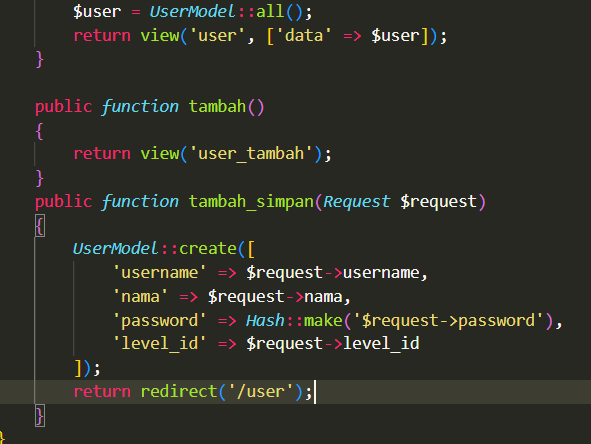 $user = UserModel::all();
return view('user', ['data' => $user]);
}
public function tambah()
{
return view('user_tambah');
}
public function tambah_simpan(Request $request)
{
UserModel::create([
'username' => $request->username,
'nama' => $request->nama,
'password' => Hash::make('$request->password'),
'level_id' => $request->level_id
]);
return redirect('/user');
}
}